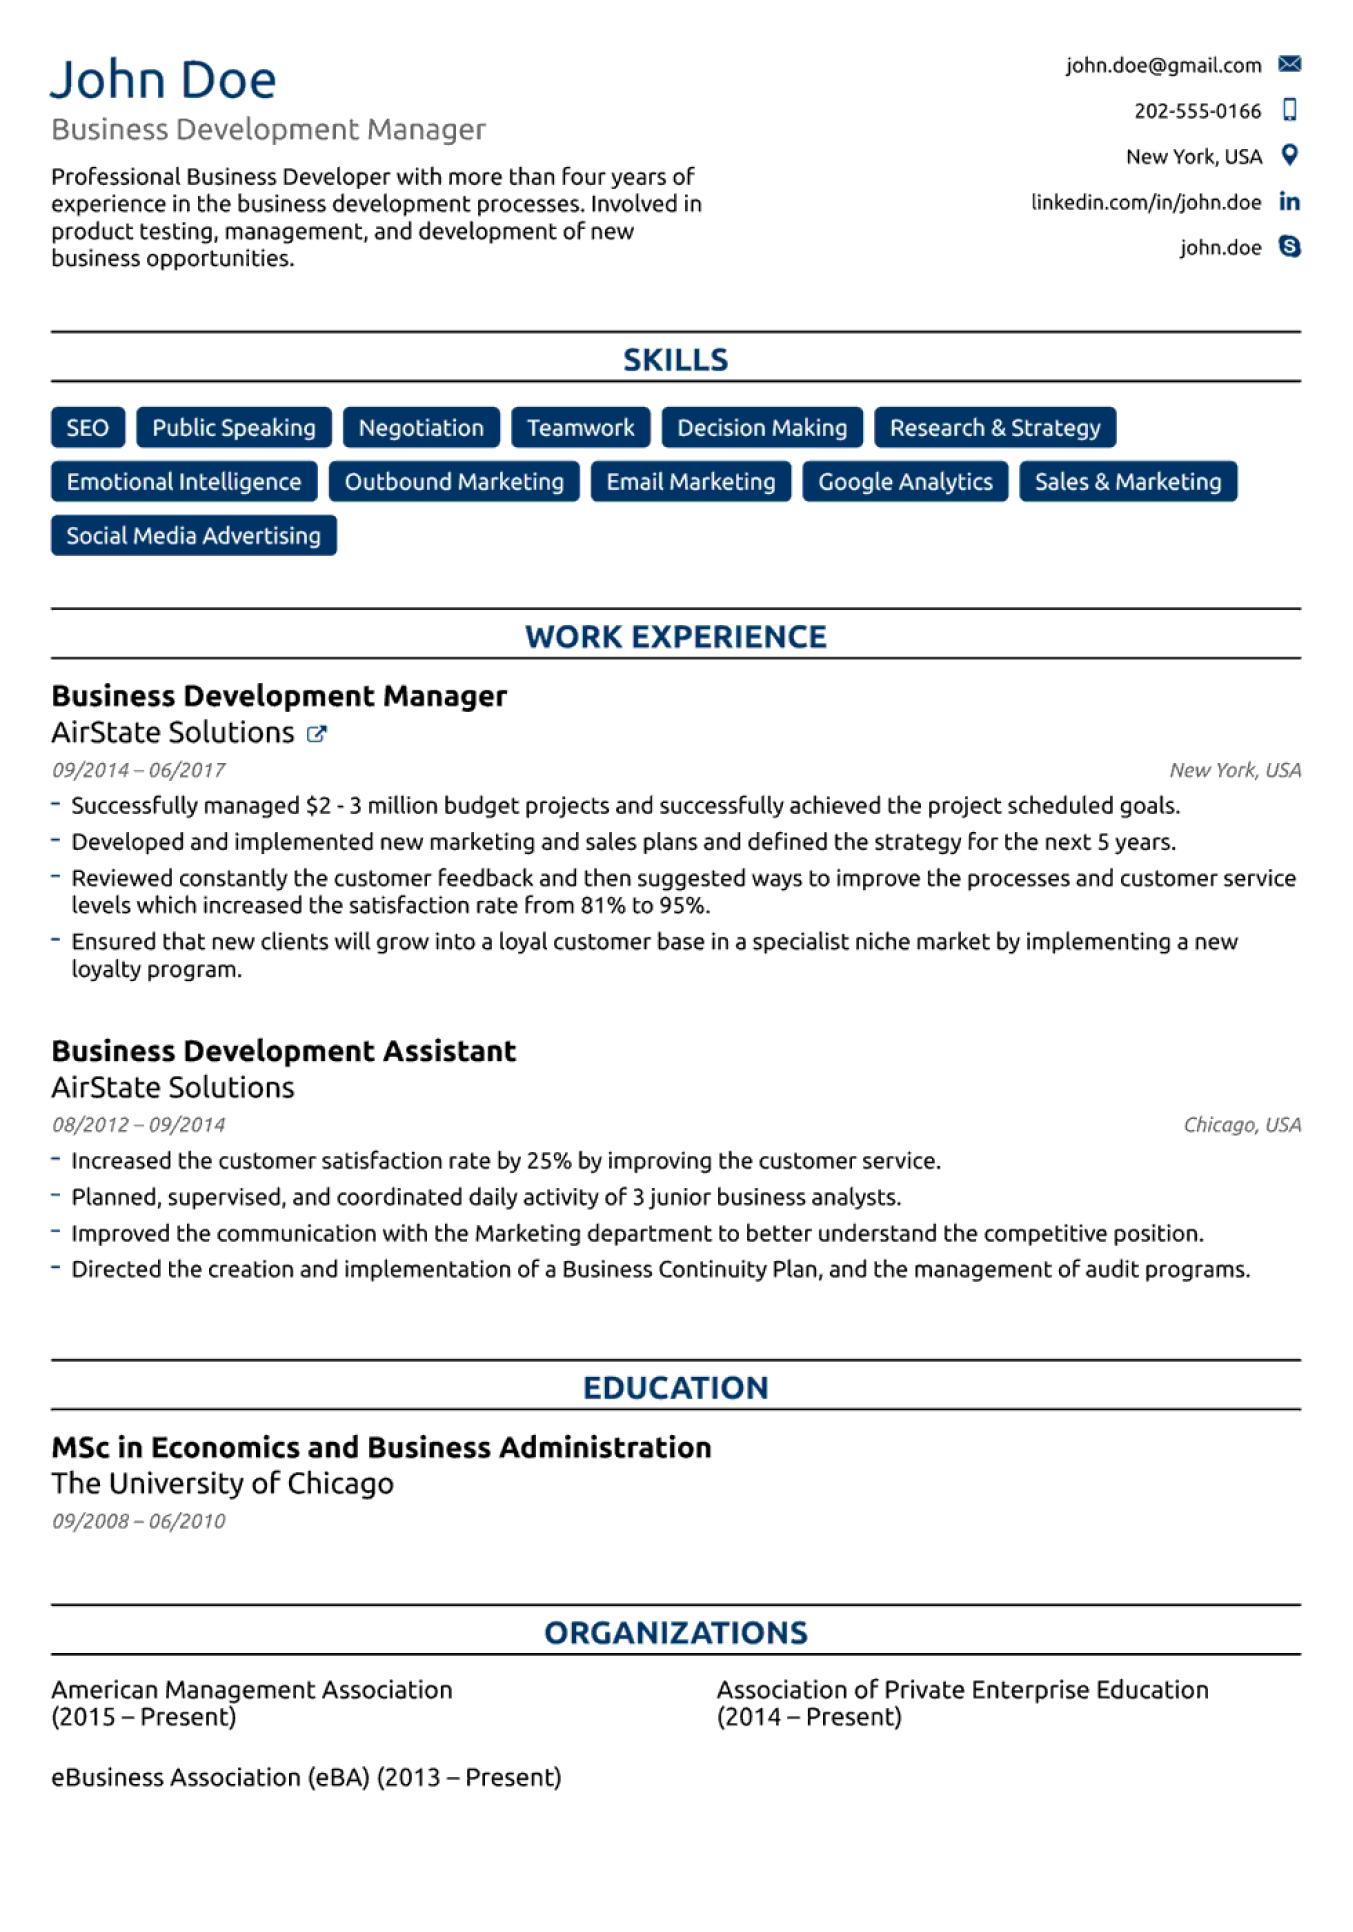 John Doe
Business Development Manager
Professional Business Developer with more than four years of
experience in the business development processes. Involved in
product testing, management, and development of new
business opportunities.
john.doe@gmail.com
202-555-0166
New York, USA
linkedin.com/in/john.doe
john.doe
SKILLS
SEO Public Speaking Negotiation Teamwork Decision Making Research & Strategy
Emotional Intelligence Outbound Marketing Email Marketing Google Analytics Sales & Marketing
Social Media Advertising
WORK EXPERIENCE
Business Development Manager
AirState Solutions
09/2014 – 06/2017 New York, USA
– Successfully managed $2 - 3 million budget projects and successfully achieved the project scheduled goals.
– Developed and implemented new marketing and sales plans and defined the strategy for the next 5 years.
– Reviewed constantly the customer feedback and then suggested ways to improve the processes and customer service
levels which increased the satisfaction rate from 81% to 95%.
– Ensured that new clients will grow into a loyal customer base in a specialist niche market by implementing a new
loyalty program.
Business Development Assistant
AirState Solutions
08/2012 – 09/2014 Chicago, USA
– Increased the customer satisfaction rate by 25% by improving the customer service.
– Planned, supervised, and coordinated daily activity of 3 junior business analysts.
– Improved the communication with the Marketing department to better understand the competitive position.
– Directed the creation and implementation of a Business Continuity Plan, and the management of audit programs.
EDUCATION
MSc in Economics and Business Administration
The University of Chicago
09/2008 – 06/2010
ORGANIZATIONS
American Management Association
(2015 – Present)
Association of Private Enterprise Education
(2014 – Present)
eBusiness Association (eBA) (2013 – Present)